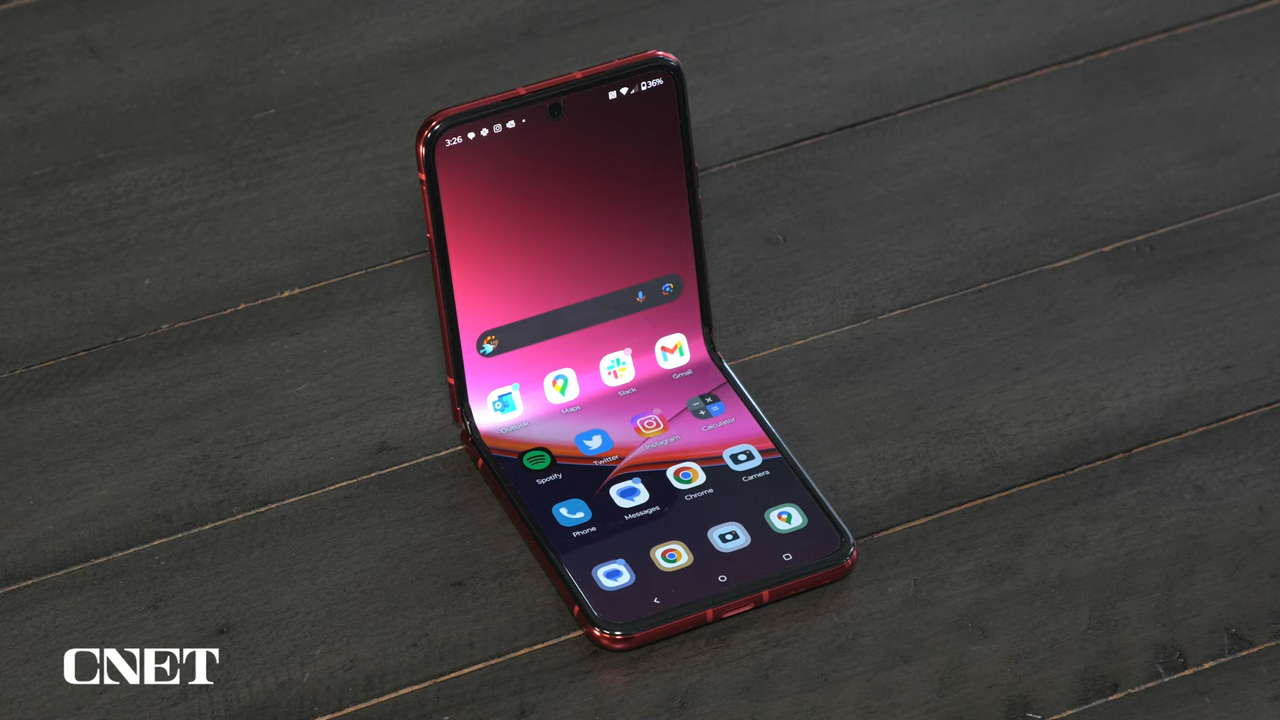 3:26
36%
Outlook
Maps
Slack
Gmail
Spotify
Twitter
Instagram
Calculator
Phone
Messages
Chrome
Camera
CNET